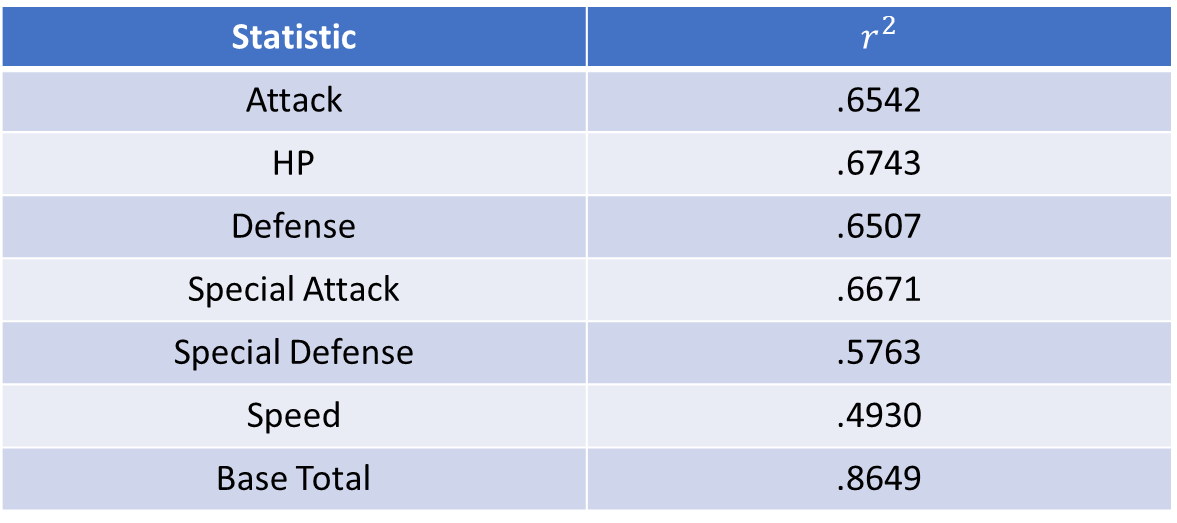 Statistic r²
Attack .6542
HP .6743
Defense .6507
Special Attack .6671
Special Defense .5763
Speed .4930
Base Total .8649